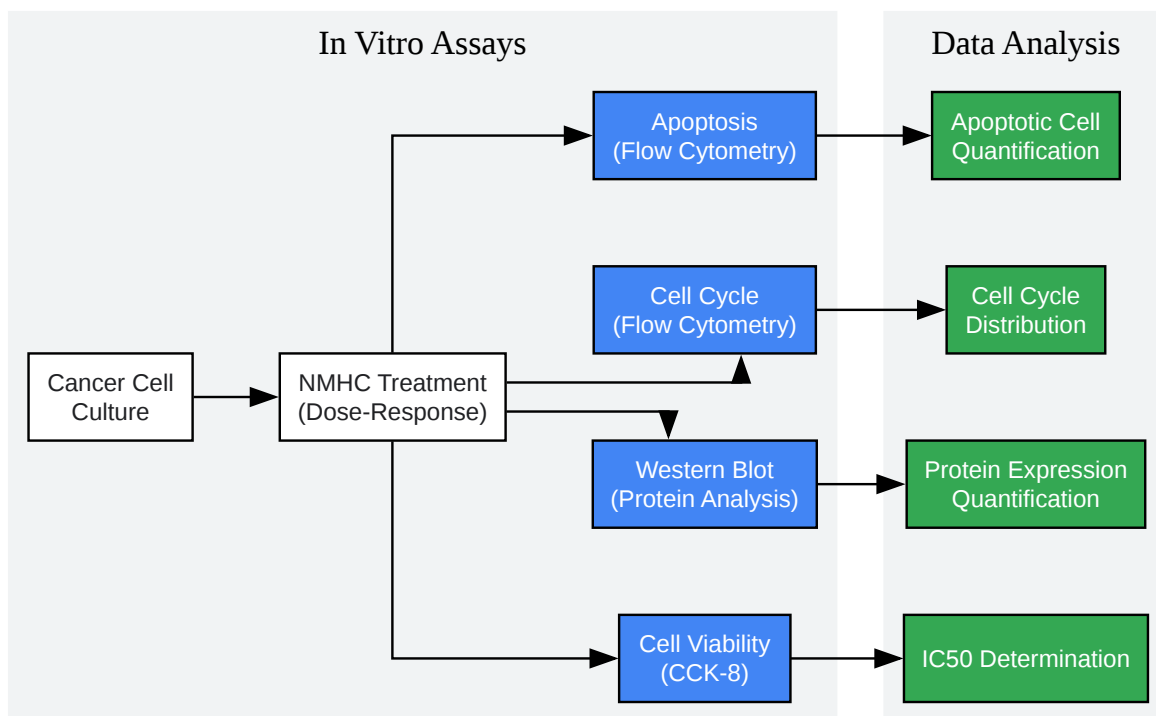 In Vitro Assays
Data Analysis
Apoptosis
(Flow Cytometry)
Apoptotic Cell
Quantification
Cell Cycle
(Flow Cytometry)
Cell Cycle
Distribution
Cancer Cell
Culture
NMHC Treatment
(Dose-Response)
Western Blot
(Protein Analysis)
Protein Expression
Quantification
Cell Viability
(CCK-8)
IC50 Determination